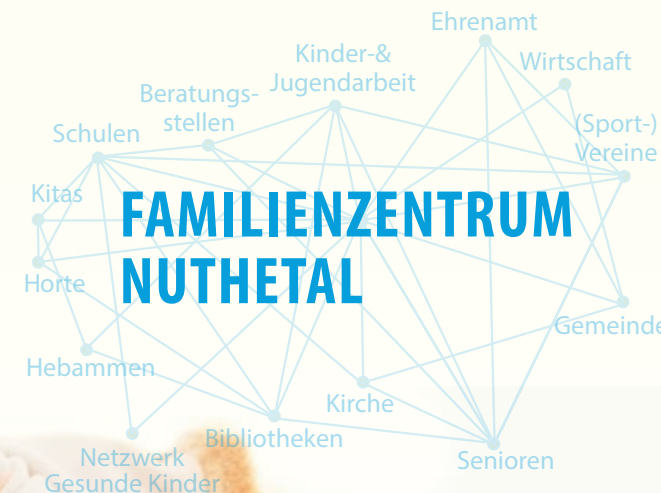 Ehrenamt
Kinder-&
Jugendarbeit
Wirtschaft
Beratungs-
stellen
(Sport-)
Vereine
Schulen
Kitas
FAMILIENZENTRUM
NUTHETAL
Horte
Gemeinde
Hebammen
Kirche
Bibliotheken
Senioren
Netzwerk
Gesunde Kinder